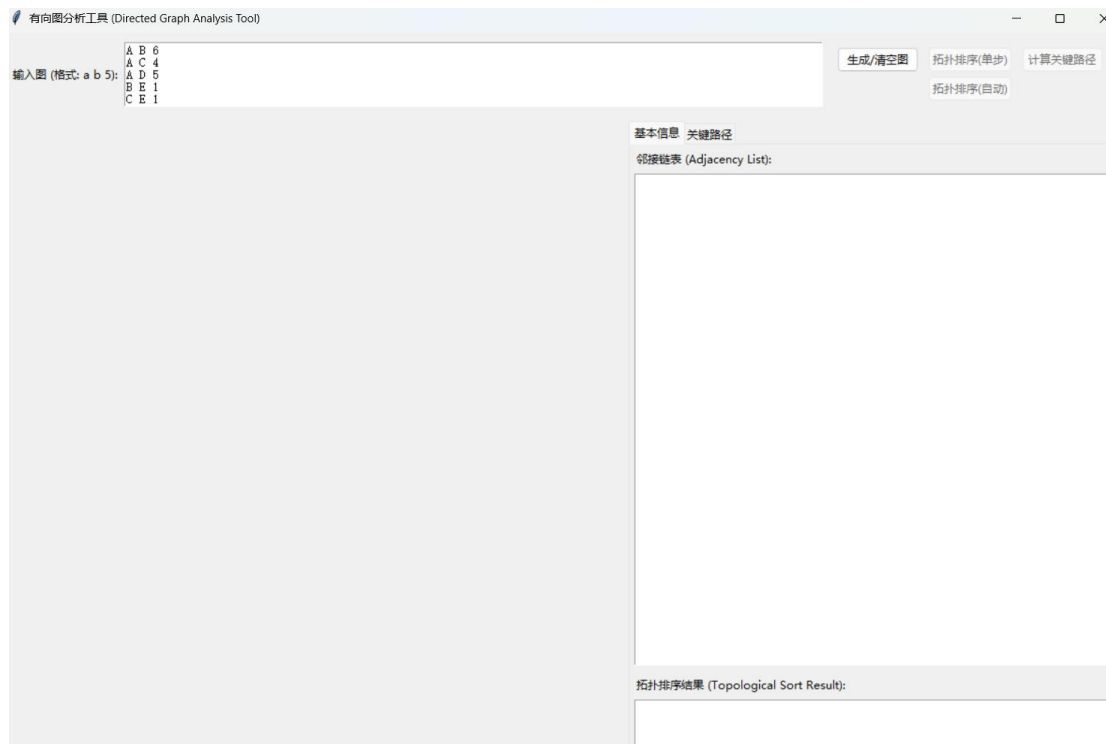 有向图分析工具 (Directed Graph Analysis Tool)
输入图 (格式: a b 5):
A B 6
A C 4
A D 5
B E 1
C E 1
生成/清空图
拓扑排序(单步)
计算关键路径
拓扑排序(自动)
基本信息 关键路径
邻接链表 (Adjacency List):
拓扑排序结果 (Topological Sort Result):